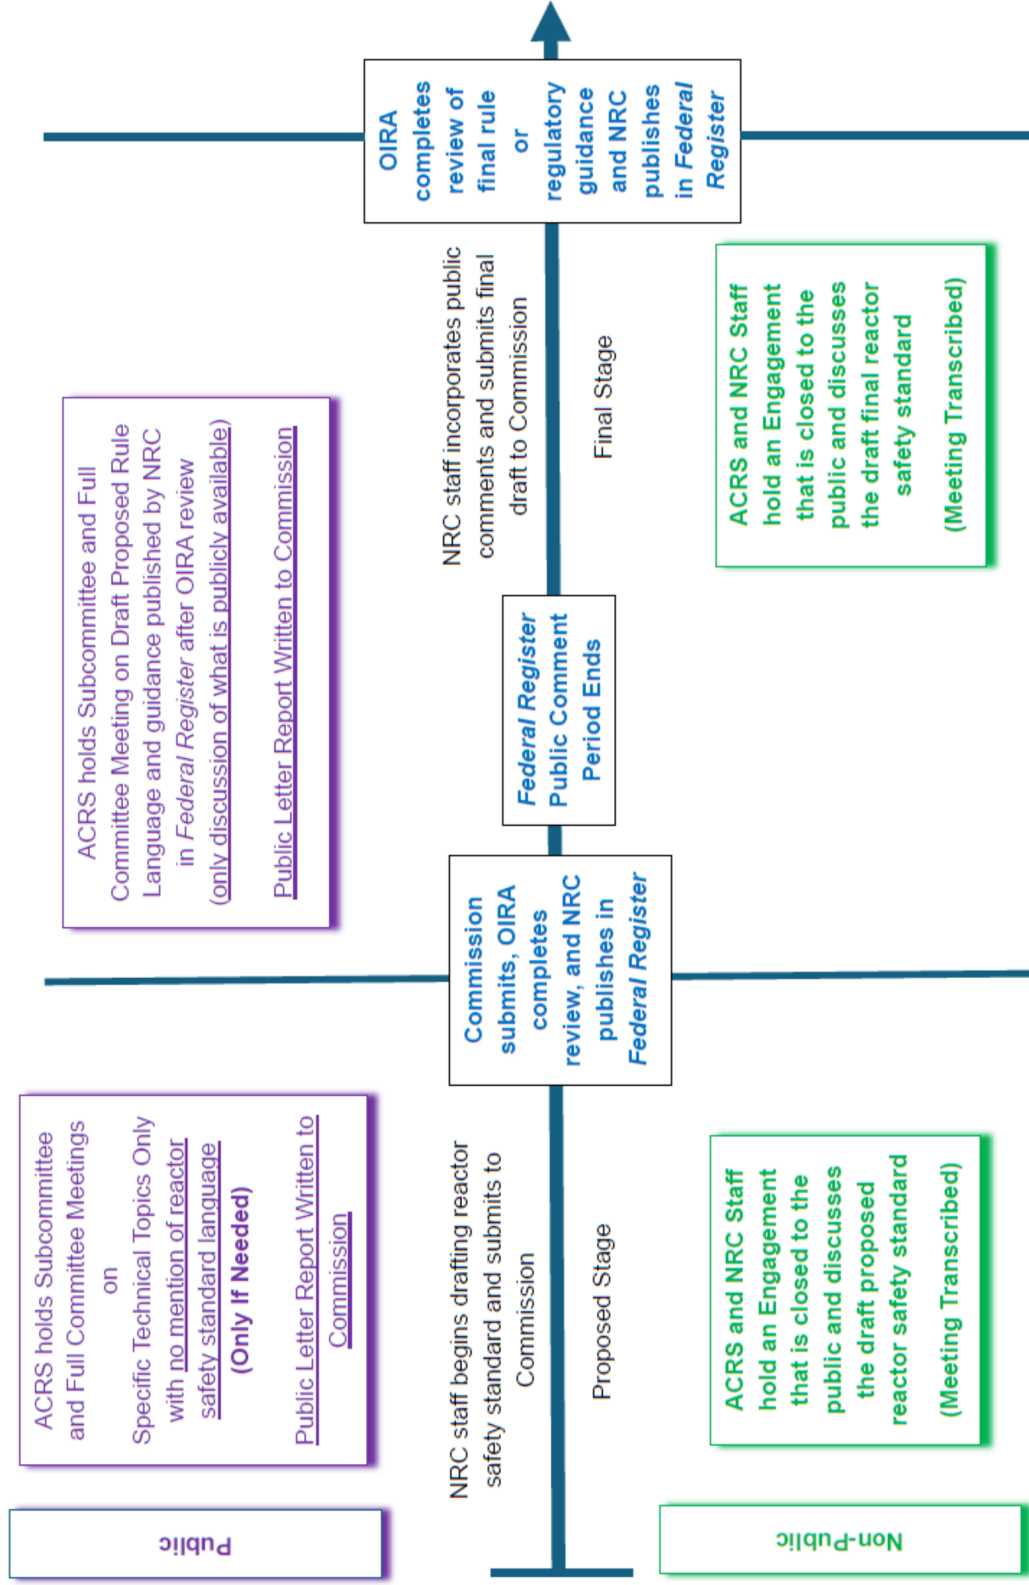 Public
ACRS holds Subcommittee
and Full Committee Meetings
on
Specific Technical Topics Only
with no mention of reactor
safety standard language
(Only If Needed)
Public Letter Report Written to
Commission
ACRS holds Subcommittee and Full
Committee Meeting on Draft Proposed Rule
Language and guidance published by NRC
in Federal Register after OIRA review
(only discussion of what is publicly available)
Public Letter Report Written to Commission
NRC staff begins drafting reactor
safety standard and submits to
Commission
Proposed Stage
Commission
submits, OIRA
completes
review, and NRC
publishes in
Federal Register
Federal Register
Public Comment
Period Ends
NRC staff incorporates public
comments and submits final
draft to Commission
Final Stage
OIRA
completes
review of
final rule
or
regulatory
guidance
and NRC
publishes
in Federal
Register
Non-Public
ACRS and NRC Staff
hold an Engagement
that is closed to the
public and discusses
the draft proposed
reactor safety standard
(Meeting Transcribed)
ACRS and NRC Staff
hold an Engagement
that is closed to the
public and discusses
the draft final reactor
safety standard
(Meeting Transcribed)